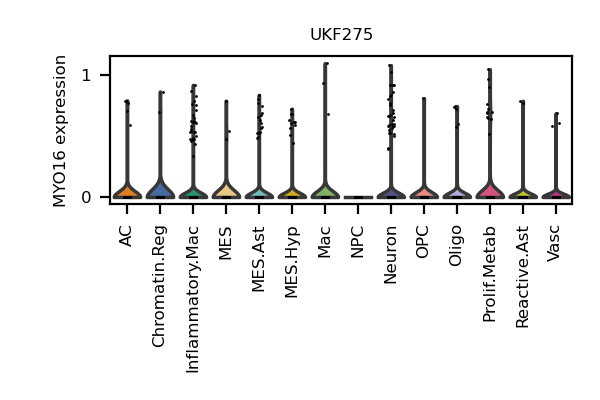 UKF275
MYO16 expression
1
0
AC
Chromatin.Reg
Inflammatory.Mac
MES
MES.Ast
MES.Hyp
Mac
NPC
Neuron
OPC
Oligo
Prolif.Metab
Reactive.Ast
Vasc